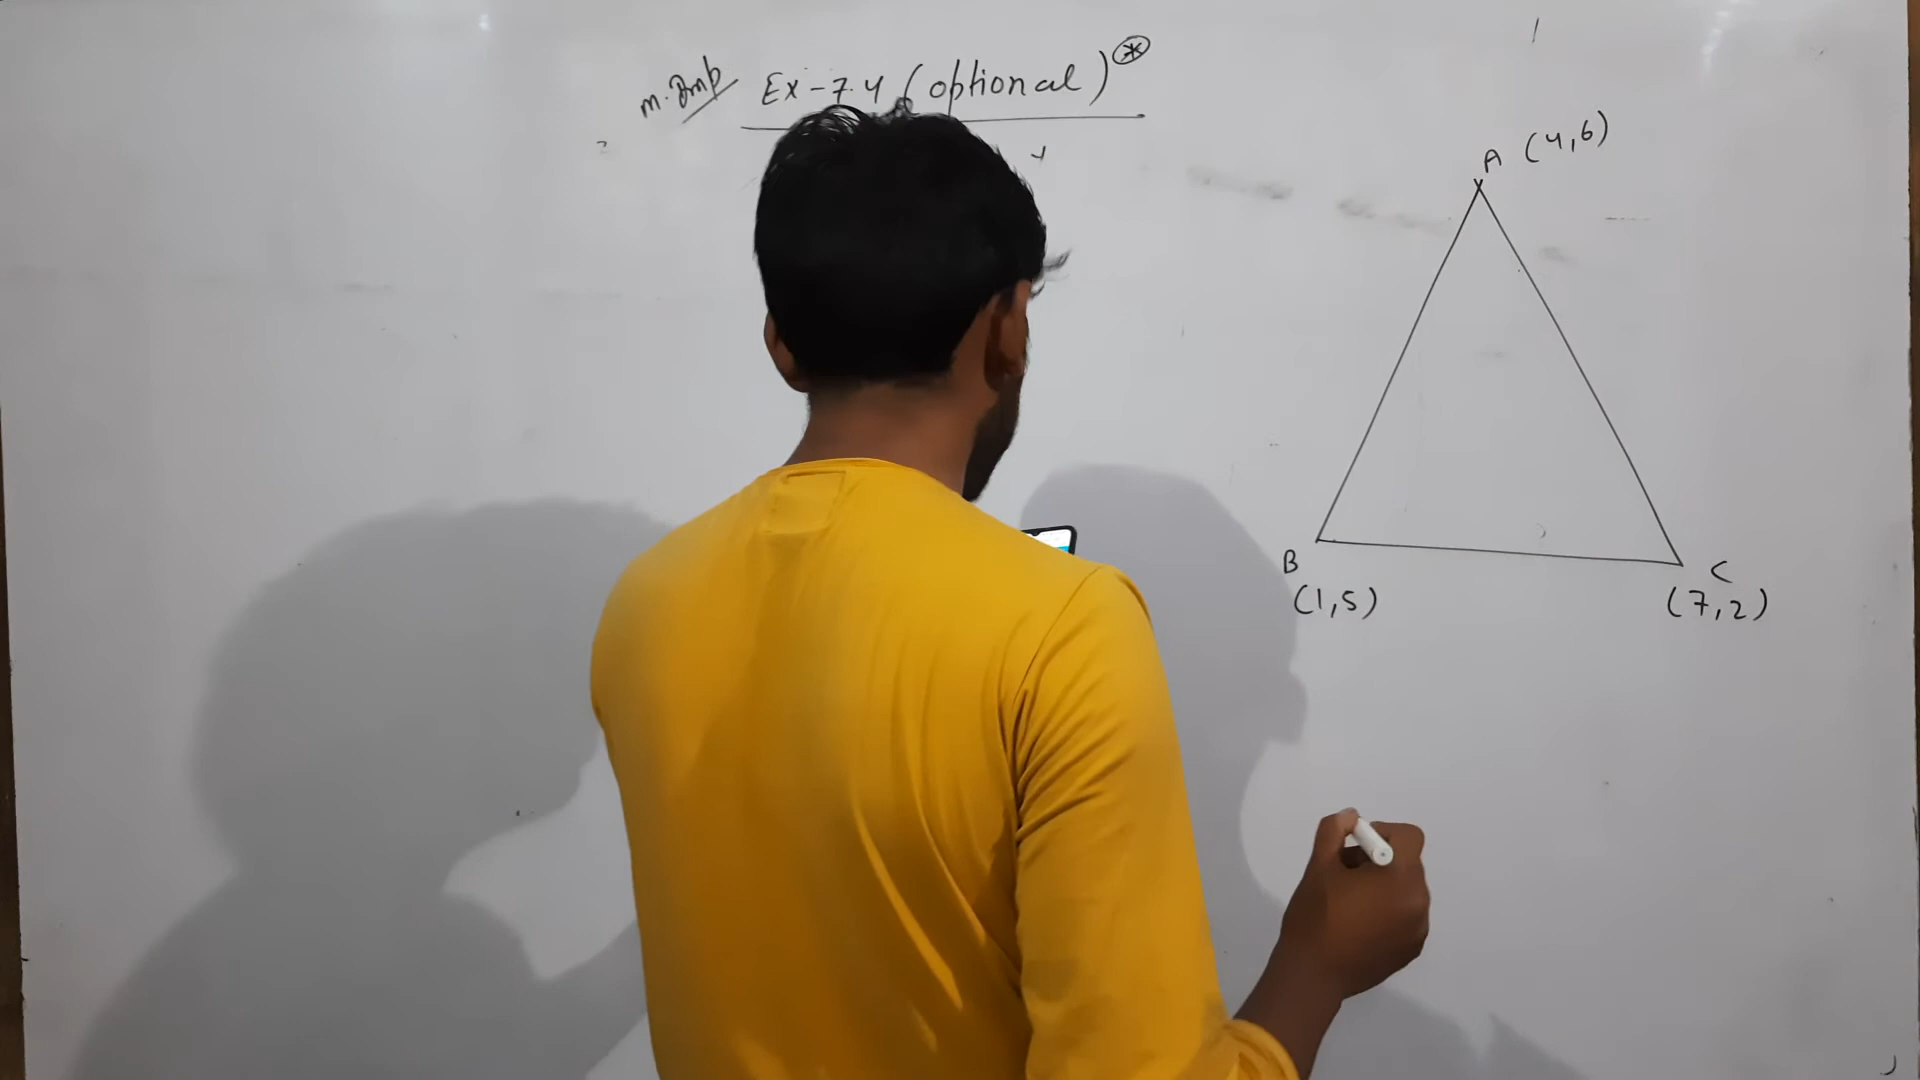 m. Imp Ex-7.4 (optional) *
A (4,6)
B
C
(1,5)
(7,2)